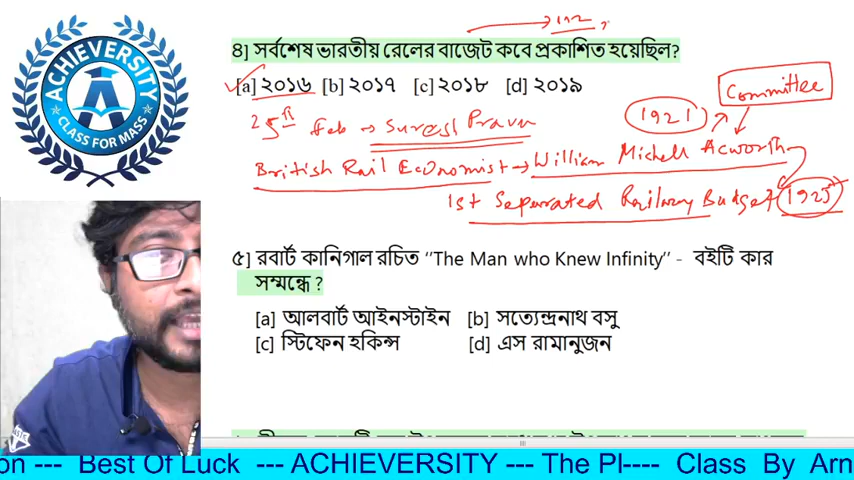 ACHIEVERSITY
CLASS FOR MASS
৪] সর্বশেষ ভারতীয় রেলের বাজেট কবে প্রকাশিত হয়েছিল?
[a] ২০১৬ [b] ২০১৭ [c] ২০১৮ [d] ২০১৯
Committee
1921
25th Feb → Suresh Pravu
British Rail Economist → William Michell Acworth
1st Separated Railway Budget 1925
৫] রবার্ট কানিগাল রচিত "The Man who Knew Infinity" - বইটি কার
সম্মন্ধে ?
[a] আলবার্ট আইনস্টাইন [b] সত্যেন্দ্রনাথ বসু
[c] স্টিফেন হকিন্স [d] এস রামানুজন
on --- Best Of Luck --- ACHIEVERSITY --- The Pl---- Class By Arn